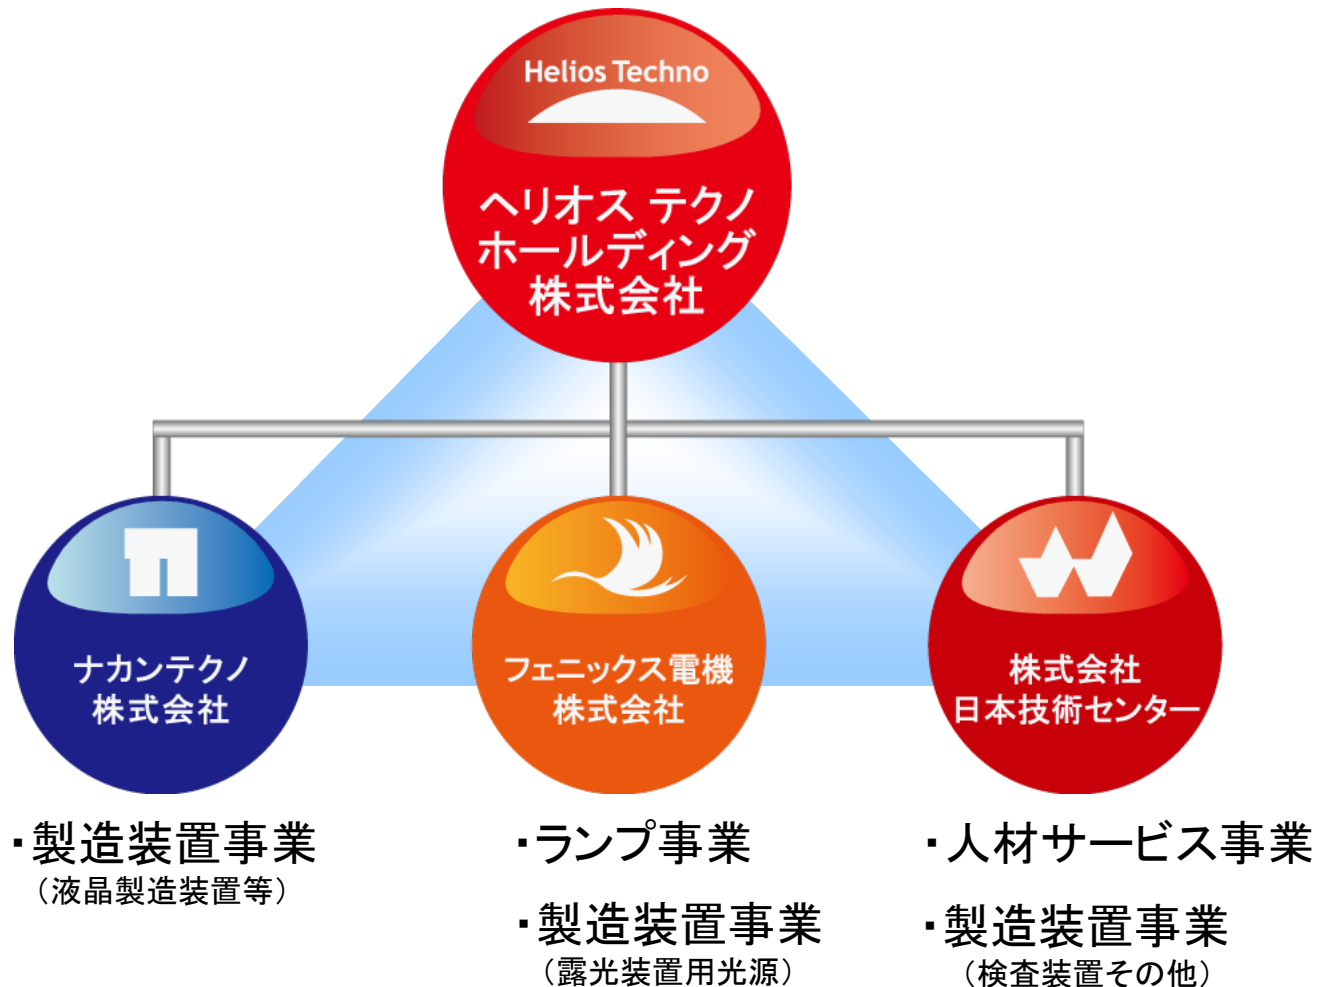 Helios Techno
ヘリオス テクノ
ホールディング
株式会社
ナカンテクノ
株式会社
フェニックス電機
株式会社
株式会社
日本技術センター
・製造装置事業
（液晶製造装置等）
・ランプ事業
・製造装置事業
（露光装置用光源）
・人材サービス事業
・製造装置事業
（検査装置その他）